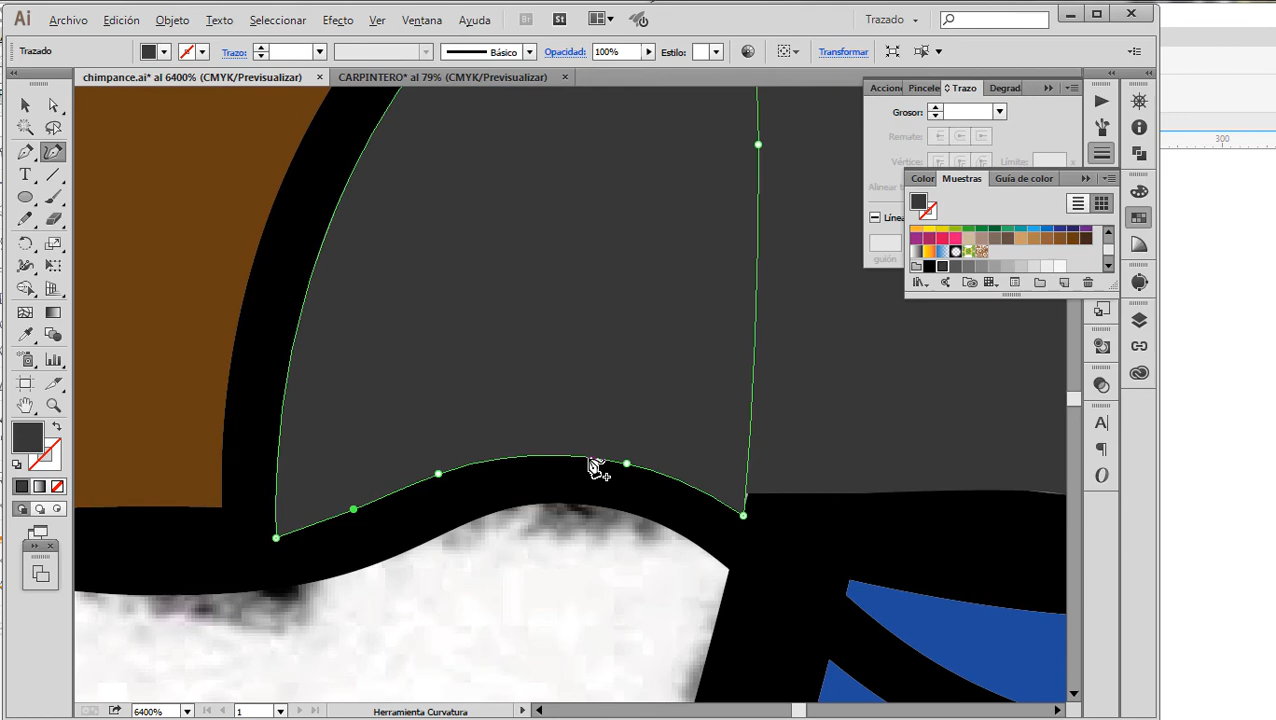 Ai Archivo Edición Objeto Texto Seleccionar Efecto Ver Ventana Ayuda Br St Trazado
Trazado Trazo: Básico Opacidad: 100% Estilo: Transformar
chimpance.ai* al 6400% (CMYK/Previsualizar) × CARPINTERO* al 79% (CMYK/Previsualizar) ×
Accion Pincele Trazo Degrad
Grosor:
Remate:
Vértice: Límite: x
Alinear
Líne
guión
Color Muestras Guía de color
300
6400% 1 Herramienta Curvatura